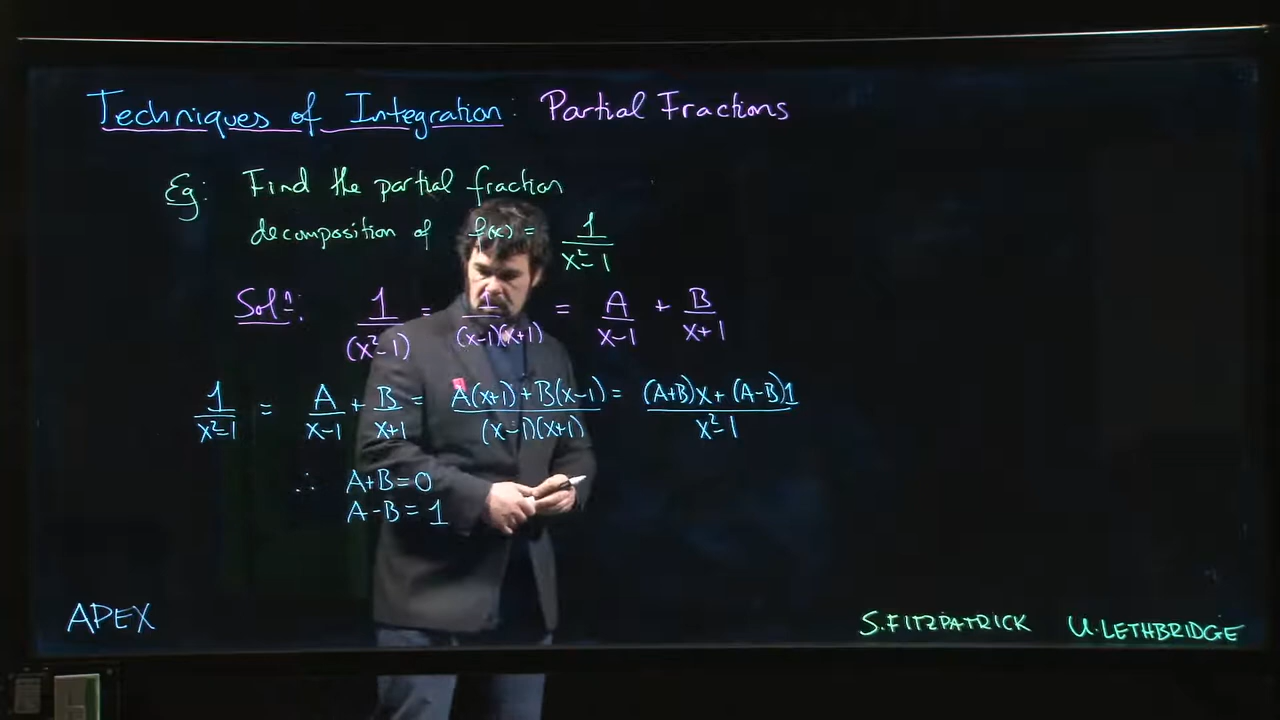 Techniques of Integration: Partial Fractions
Eg: Find the partial fraction
decomposition of f(x) = 1/(x²-1)
Solⁿ: 1/(x²-1) = 1/((x-1)(x+1)) = A/(x-1) + B/(x+1)
1/(x²-1) = A/(x-1) + B/(x+1) = (A(x+1)+B(x-1))/((x-1)(x+1)) = ((A+B)x+(A-B)1)/(x²-1)
∴ A+B=0
A-B=1
APEX
S.FITZPATRICK U.LETHBRIDGE